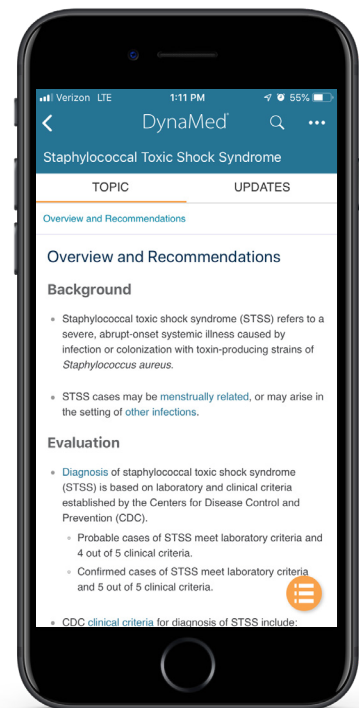 Verizon LTE 1:11 PM 55%
DynaMed
Staphylococcal Toxic Shock Syndrome
TOPIC UPDATES
Overview and Recommendations
Overview and Recommendations
Background
Staphylococcal toxic shock syndrome (STSS) refers to a
severe, abrupt-onset systemic illness caused by
infection or colonization with toxin-producing strains of
Staphylococcus aureus.
STSS cases may be menstrually related, or may arise in
the setting of other infections.
Evaluation
Diagnosis of staphylococcal toxic shock syndrome
(STSS) is based on laboratory and clinical criteria
established by the Centers for Disease Control and
Prevention (CDC).
Probable cases of STSS meet laboratory criteria and
4 out of 5 clinical criteria.
Confirmed cases of STSS meet laboratory criteria
and 5 out of 5 clinical criteria.
CDC clinical criteria for diagnosis of STSS include: